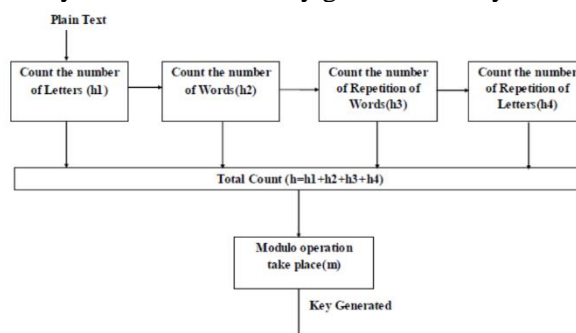 Plain Text
Count the number
of Letters (h1)
Count the number
of Words(h2)
Count the number
of Repetition of
Words(h3)
Count the number
of Repetition of
Letters(h4)
Total Count (h=h1+h2+h3+h4)
Modulo operation
take place(m)
Key Generated